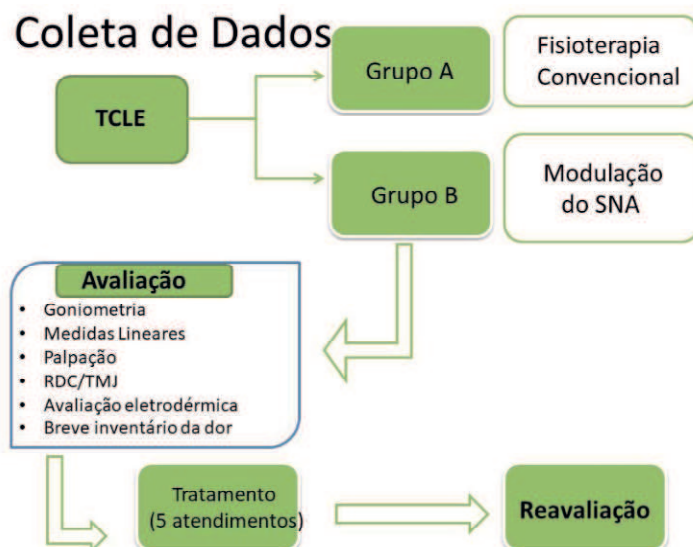 Coleta de Dados
TCLE
Grupo A
Fisioterapia
Convencional
Grupo B
Modulação
do SNA
Avaliação
• Goniometria
• Medidas Lineares
• Palpação
• RDC/TMJ
• Avaliação eletrodérmica
• Breve inventário da dor
Tratamento
(5 atendimentos)
Reavaliação